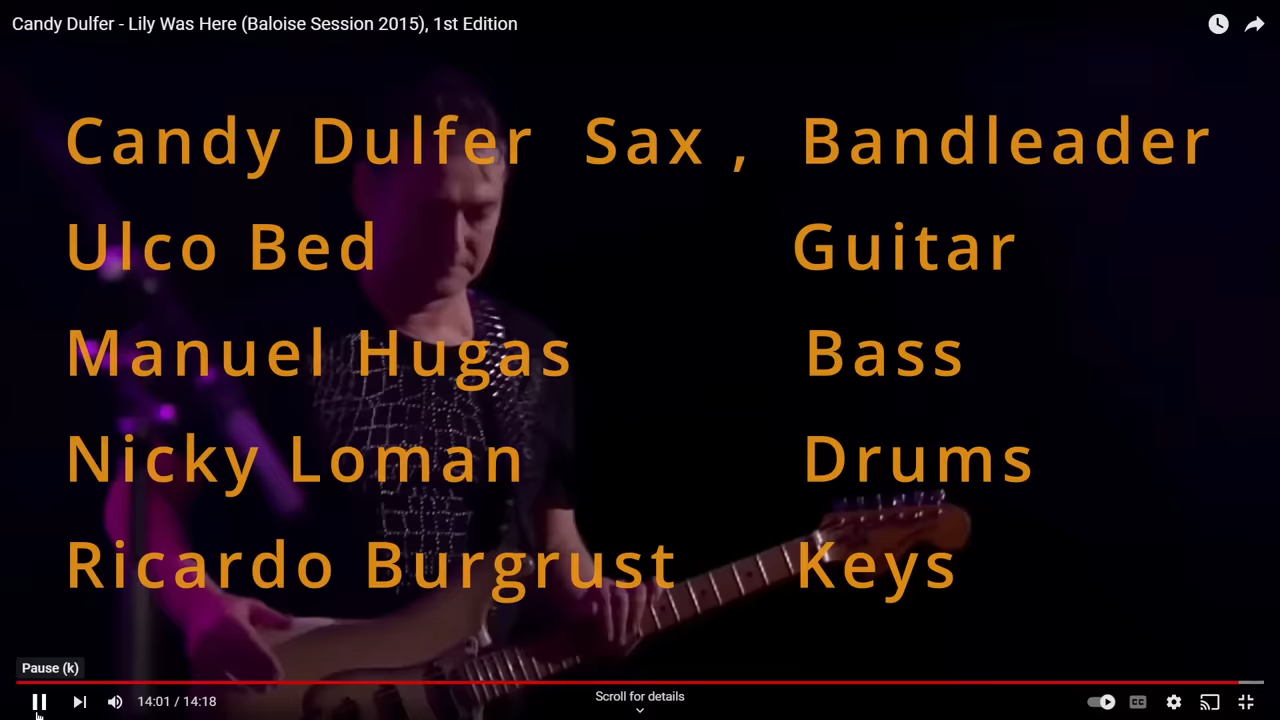 Candy Dulfer - Lily Was Here (Baloise Session 2015), 1st Edition
Candy Dulfer Sax , Bandleader
Ulco Bed Guitar
Manuel Hugas Bass
Nicky Loman Drums
Ricardo Burgrust Keys
Pause (k)
14:01 / 14:18
Scroll for details
CC